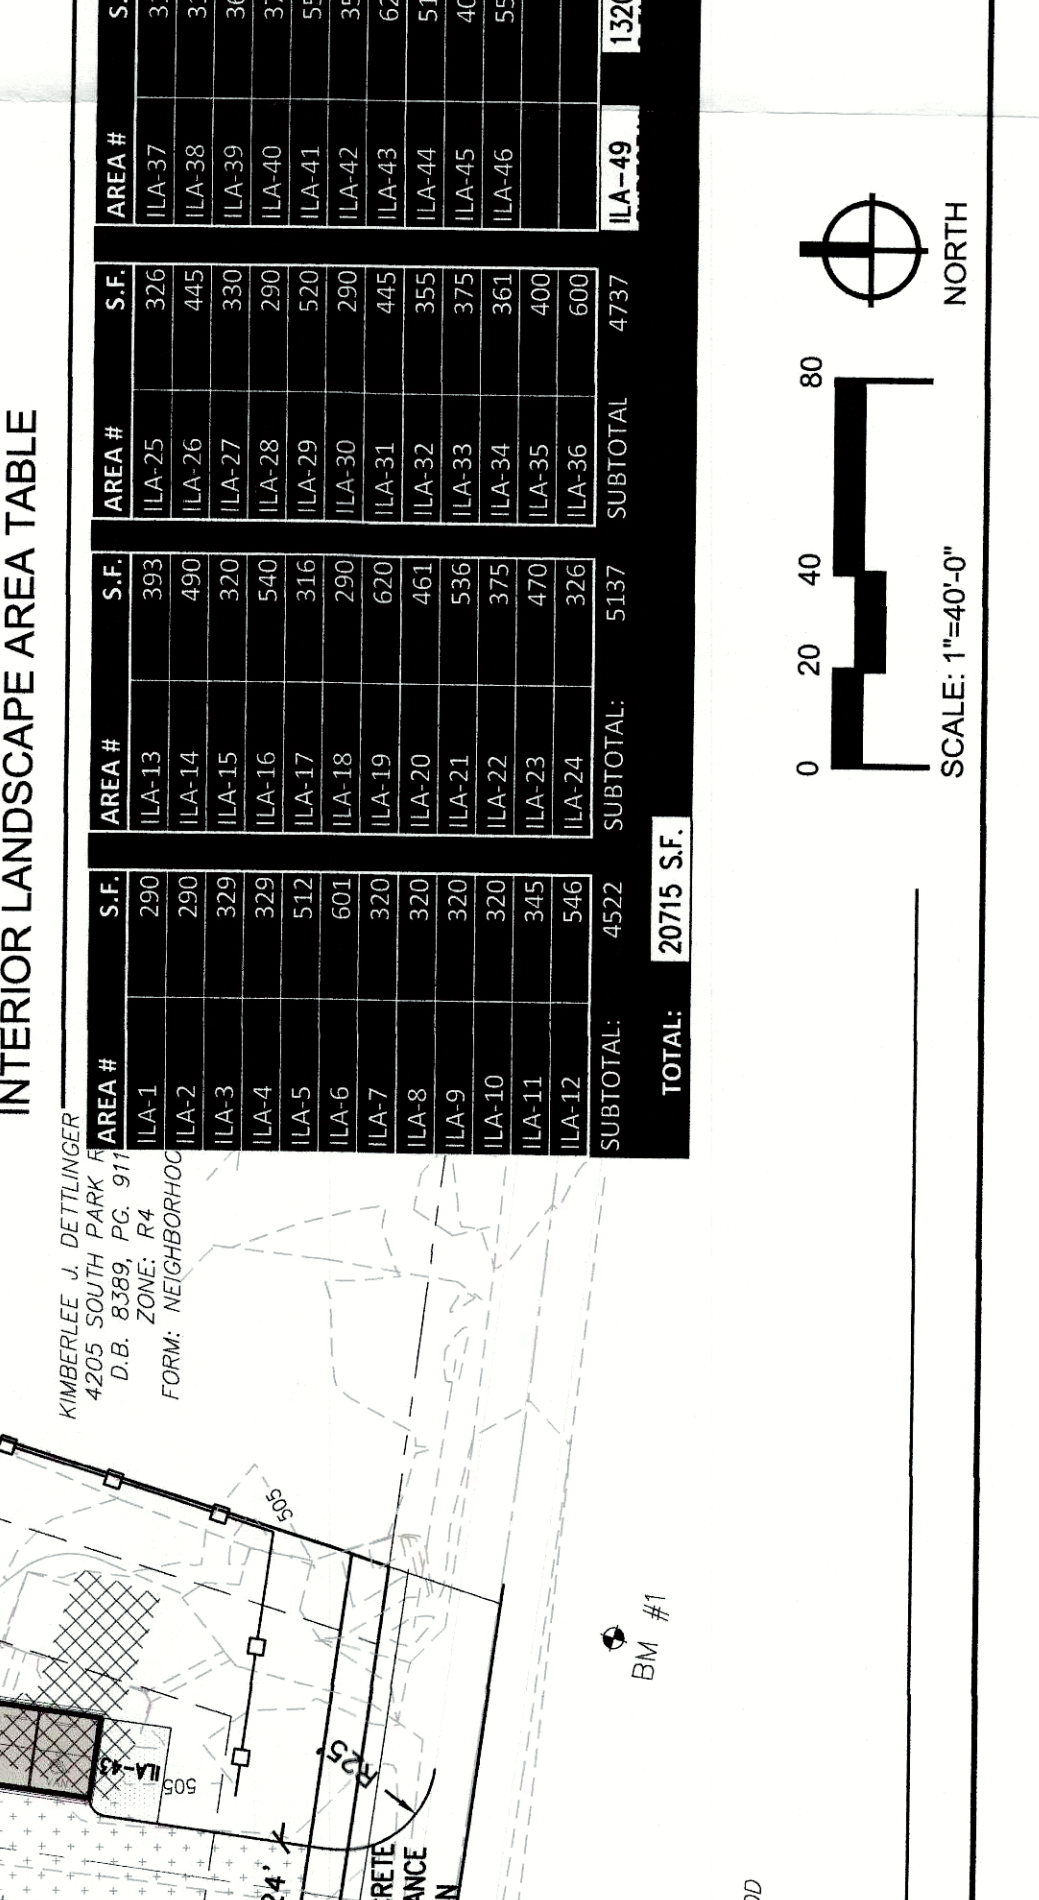 INTERIOR LANDSCAPE AREA TABLE
AREA # S.F.
ILA-1 290
ILA-2 290
ILA-3 329
ILA-4 329
ILA-5 512
ILA-6 601
ILA-7 320
ILA-8 320
ILA-9 320
ILA-10 320
ILA-11 345
ILA-12 546
SUBTOTAL: 4522
AREA # S.F.
ILA-13 393
ILA-14 490
ILA-15 320
ILA-16 540
ILA-17 316
ILA-18 290
ILA-19 620
ILA-20 461
ILA-21 536
ILA-22 375
ILA-23 470
ILA-24 326
SUBTOTAL: 5137
AREA # S.F.
ILA-25 326
ILA-26 445
ILA-27 330
ILA-28 290
ILA-29 520
ILA-30 290
ILA-31 445
ILA-32 355
ILA-33 375
ILA-34 361
ILA-35 400
ILA-36 600
SUBTOTAL 4737
AREA # S.
ILA-37
ILA-38
ILA-39
ILA-40
ILA-41
ILA-42
ILA-43
ILA-44
ILA-45
ILA-46
ILA-49 1320
TOTAL: 20715 S.F.
KIMBERLEE J. DETTLINGER
4205 SOUTH PARK R
D.B. 8389, PG. 911
ZONE: R4
FORM: NEIGHBORHOO
505
ILA-43
505
R25'
24'
CRETE
ANCE
N
BM #1
0 20 40 80
SCALE: 1"=40'-0"
NORTH
OD